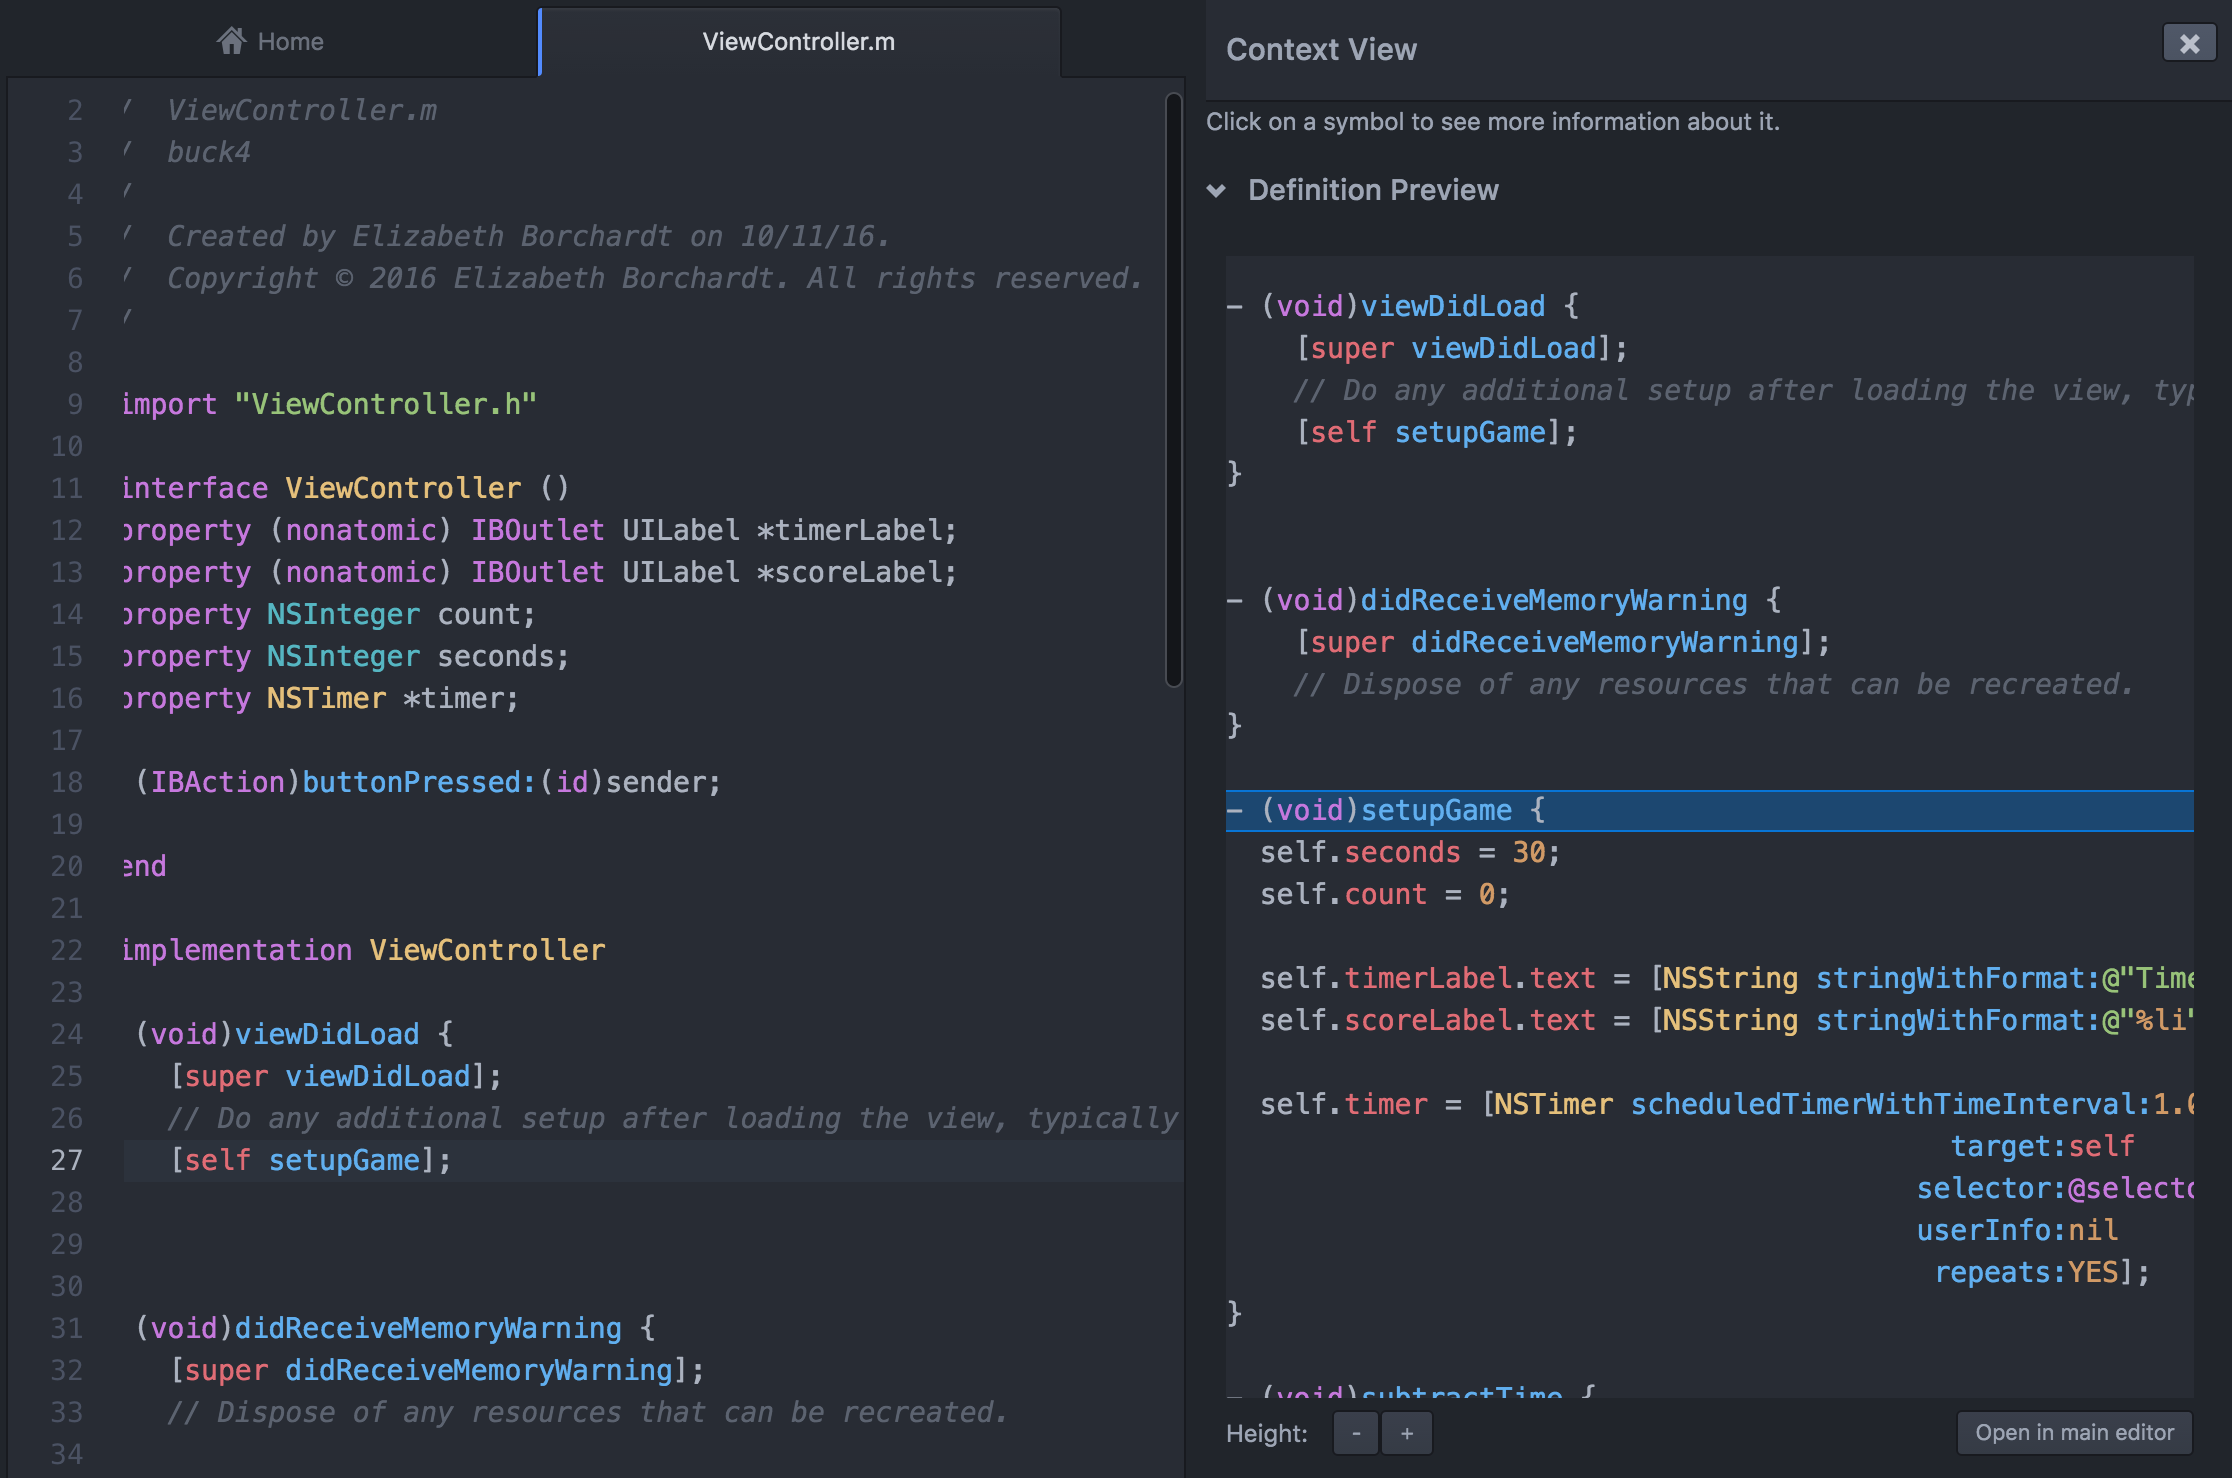 Home
ViewController.m
2 / ViewController.m
3 / buck4
4 /
5 / Created by Elizabeth Borchardt on 10/11/16.
6 / Copyright © 2016 Elizabeth Borchardt. All rights reserved.
7 /
8
9 import "ViewController.h"
10
11 interface ViewController ()
12 property (nonatomic) IBOutlet UILabel *timerLabel;
13 property (nonatomic) IBOutlet UILabel *scoreLabel;
14 property NSInteger count;
15 property NSInteger seconds;
16 property NSTimer *timer;
17
18 (IBAction)buttonPressed:(id)sender;
19
20 end
21
22 implementation ViewController
23
24 (void)viewDidLoad {
25 [super viewDidLoad];
26 // Do any additional setup after loading the view, typically
27 [self setupGame];
28
29
30
31 (void)didReceiveMemoryWarning {
32 [super didReceiveMemoryWarning];
33 // Dispose of any resources that can be recreated.
34
Context View
Click on a symbol to see more information about it.
Definition Preview
- (void)viewDidLoad {
[super viewDidLoad];
// Do any additional setup after loading the view, typ
[self setupGame];
}
- (void)didReceiveMemoryWarning {
[super didReceiveMemoryWarning];
// Dispose of any resources that can be recreated.
}
- (void)setupGame {
self.seconds = 30;
self.count = 0;
self.timerLabel.text = [NSString stringWithFormat:@"Time
self.scoreLabel.text = [NSString stringWithFormat:@"%li"
self.timer = [NSTimer scheduledTimerWithTimeInterval:1.0
target:self
selector:@selecto
userInfo:nil
repeats:YES];
}
- (void)subtractTime {
Height: - +
Open in main editor